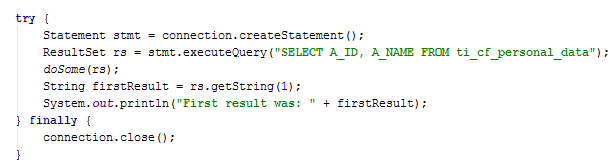 try {
Statement stmt = connection.createStatement();
ResultSet rs = stmt.executeQuery("SELECT A_ID, A_NAME FROM ti_cf_personal_data");
doSome(rs);
String firstResult = rs.getString(1);
System.out.println("First result was: " + firstResult);
} finally {
connection.close();
}